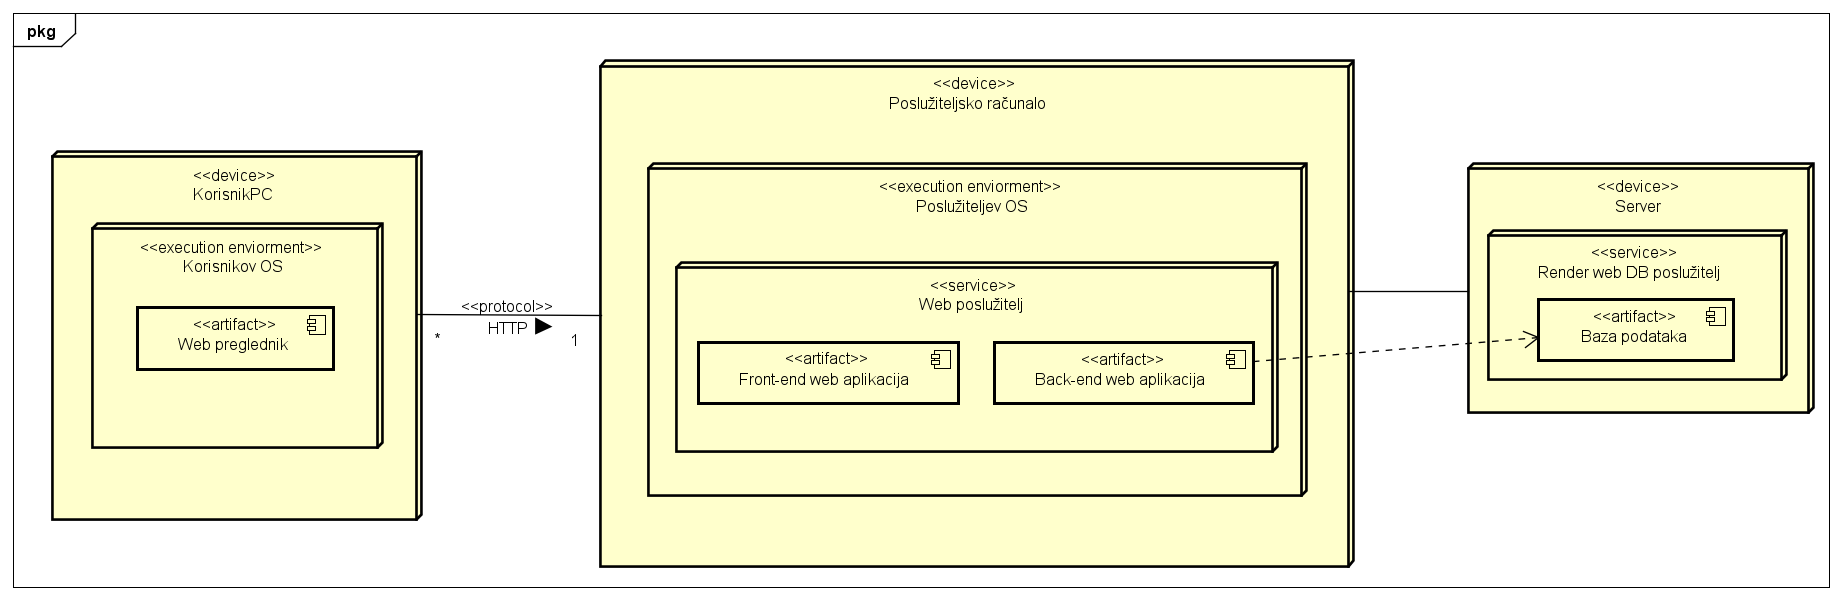 pkg
<<device>>
KorisnikPC
<<execution enviorment>>
Korisnikov OS
<<artifact>>
Web preglednik
<<protocol>>
HTTP
*
1
<<device>>
Poslužiteljsko računalo
<<execution enviorment>>
Poslužiteljev OS
<<service>>
Web poslužitelj
<<artifact>>
Front-end web aplikacija
<<artifact>>
Back-end web aplikacija
<<device>>
Server
<<service>>
Render web DB poslužitelj
<<artifact>>
Baza podataka